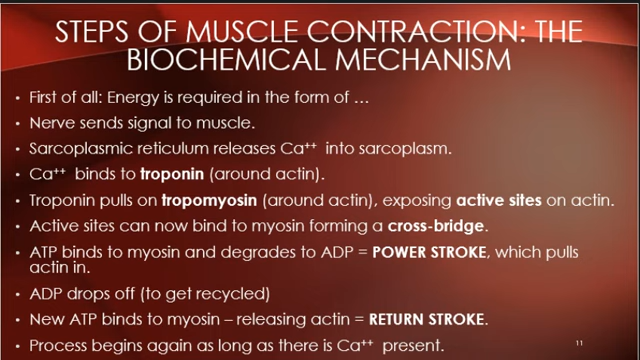 STEPS OF MUSCLE CONTRACTION: THE
BIOCHEMICAL MECHANISM
• First of all: Energy is required in the form of …
• Nerve sends signal to muscle.
• Sarcoplasmic reticulum releases Ca⁺⁺ into sarcoplasm.
• Ca⁺⁺ binds to troponin (around actin).
• Troponin pulls on tropomyosin (around actin), exposing active sites on actin.
• Active sites can now bind to myosin forming a cross-bridge.
• ATP binds to myosin and degrades to ADP = POWER STROKE, which pulls
actin in.
• ADP drops off (to get recycled)
• New ATP binds to myosin – releasing actin = RETURN STROKE.
• Process begins again as long as there is Ca⁺⁺ present.
11